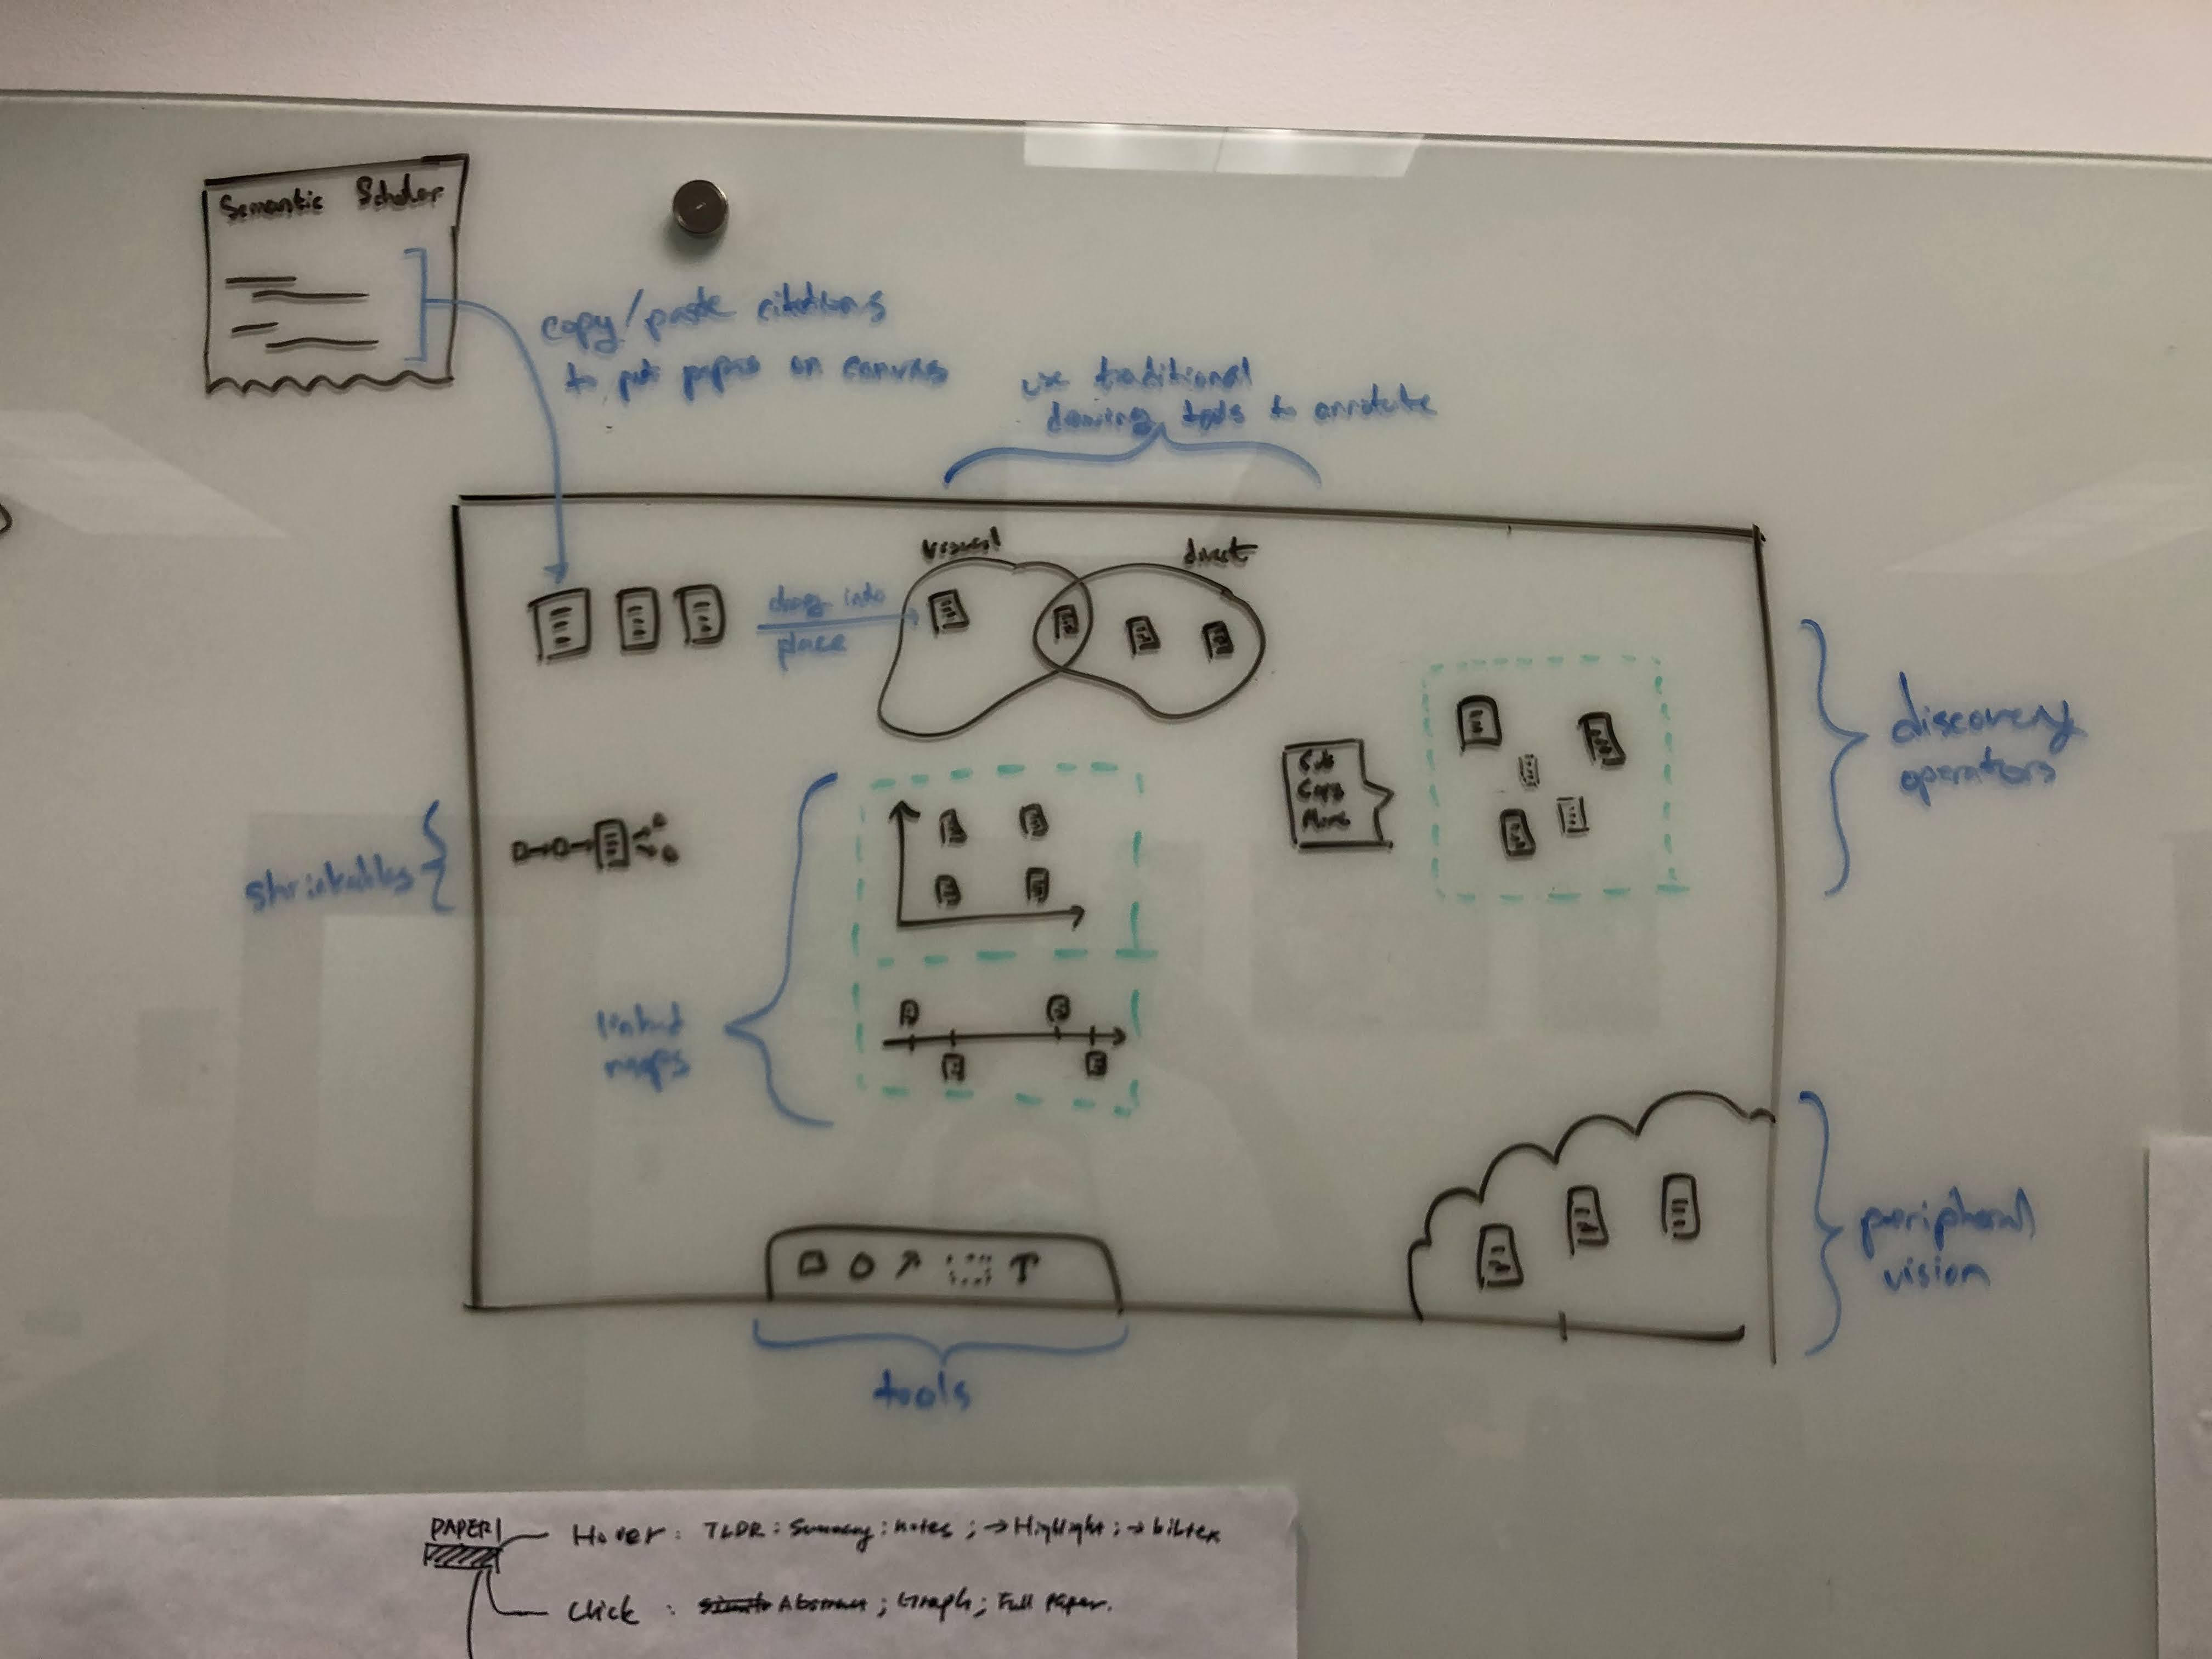 Semantic Scholar
copy/paste citations
to put papers on canvas
use traditional
drawing tools to annotate
visual
direct
drag into
place
discovery
operators
Cut
Copy
More
shrinkables
linked
maps
peripheral
vision
T
tools
PAPER1
Hover: TLDR: Summary: notes ; → Highlight ; → bibtex
Click : Abstract ; Graph ; Full Paper.